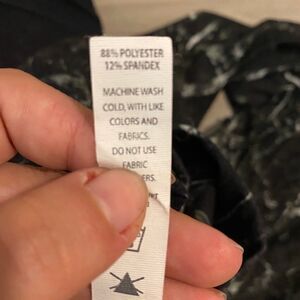 88% POLYESTER
12% SPANDEX
MACHINE WASH
COLD, WITH LIKE
COLORS AND
FABRICS.
DO NOT USE
FABRIC